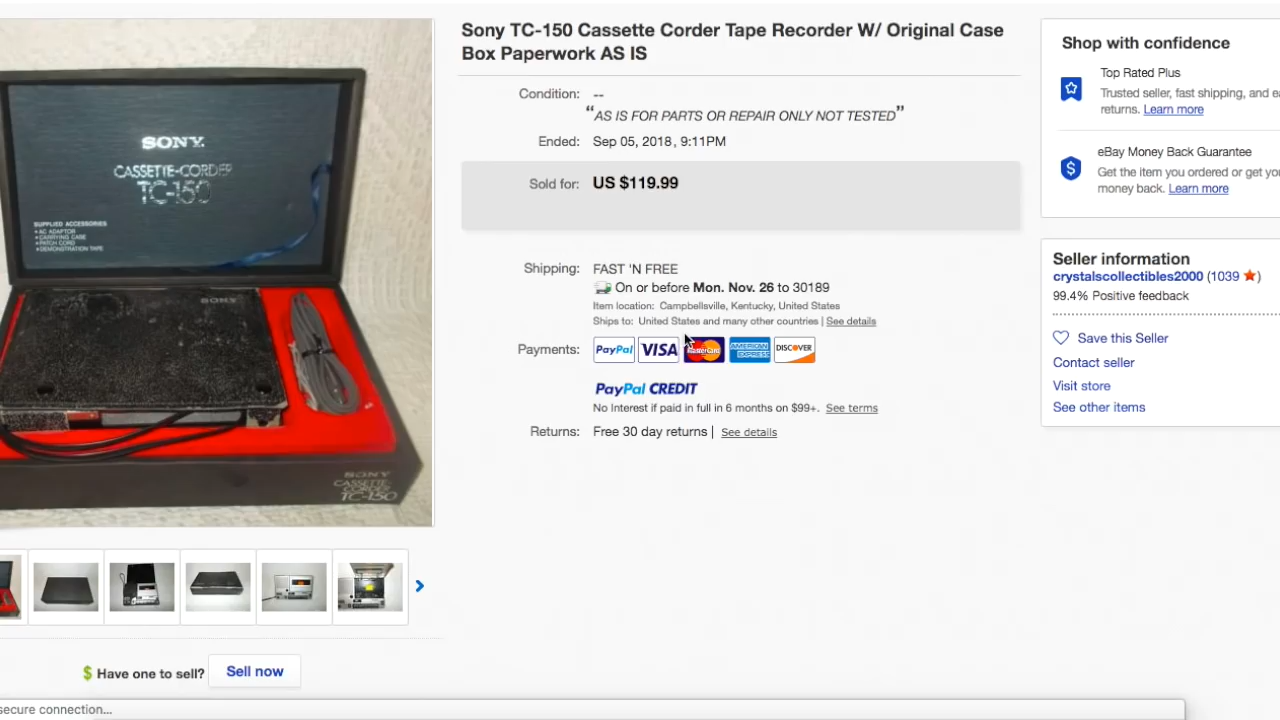 SONY
CASSETTE-CORDER
TC-150
SUPPLIED ACCESSORIES
• AC ADAPTOR
• CARRYING CASE
• PATCH CORD
• DEMONSTRATION TAPE
SONY
SONY
CASSETTE-CORDER
TC-150
Sony TC-150 Cassette Corder Tape Recorder W/ Original Case
Box Paperwork AS IS
Condition: --
“AS IS FOR PARTS OR REPAIR ONLY NOT TESTED”
Ended: Sep 05, 2018 , 9:11PM
Sold for: US $119.99
Shipping: FAST 'N FREE
On or before Mon. Nov. 26 to 30189
Item location: Campbellsville, Kentucky, United States
Ships to: United States and many other countries | See details
Payments: PayPal VISA MasterCard AMERICAN EXPRESS DISCOVER
PayPal CREDIT
No Interest if paid in full in 6 months on $99+. See terms
Returns: Free 30 day returns | See details
Shop with confidence
Top Rated Plus
Trusted seller, fast shipping, and
returns. Learn more
eBay Money Back Guarantee
Get the item you ordered or get
money back. Learn more
Seller information
crystalscollectibles2000 (1039 ★)
99.4% Positive feedback
Save this Seller
Contact seller
Visit store
See other items
$ Have one to sell? Sell now
secure connection...